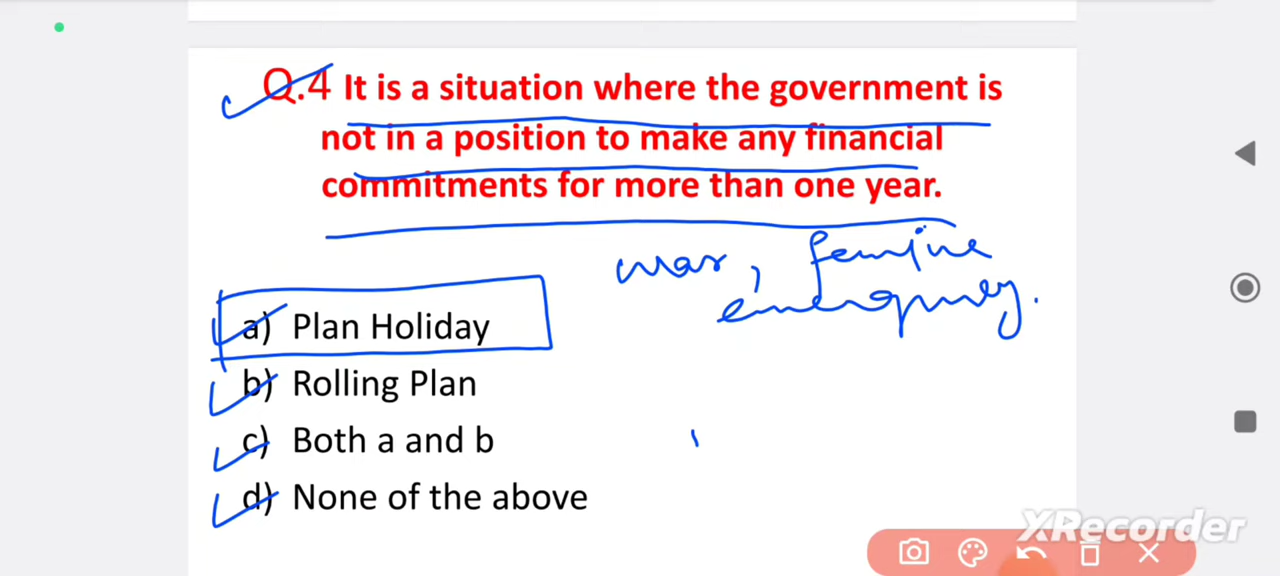 Q.4 It is a situation where the government is
not in a position to make any financial
commitments for more than one year.
war, femine
emergency.
a) Plan Holiday
b) Rolling Plan
c) Both a and b
d) None of the above
XRecorder